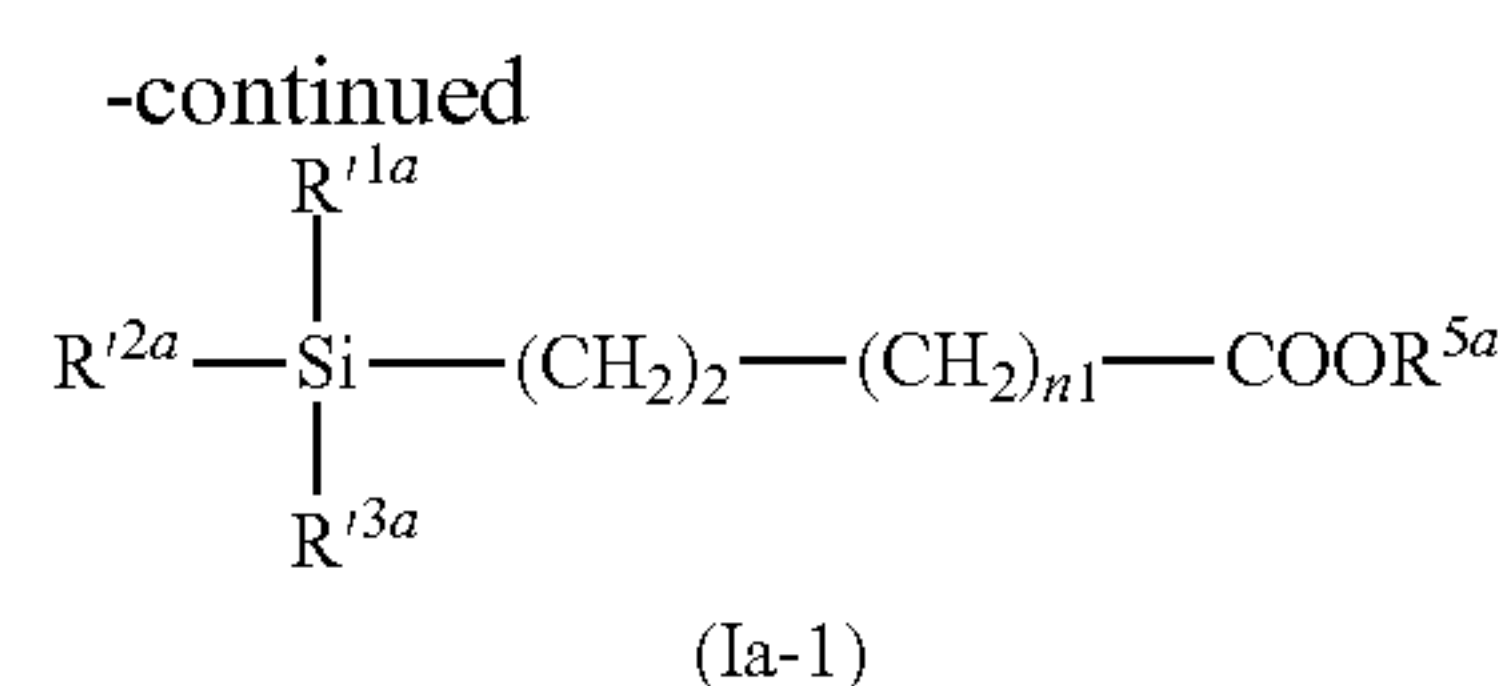 -continued
R'1a
R'2a—Si—(CH2)2—(CH2)n1—COOR5a
R'3a
(Ia-1)